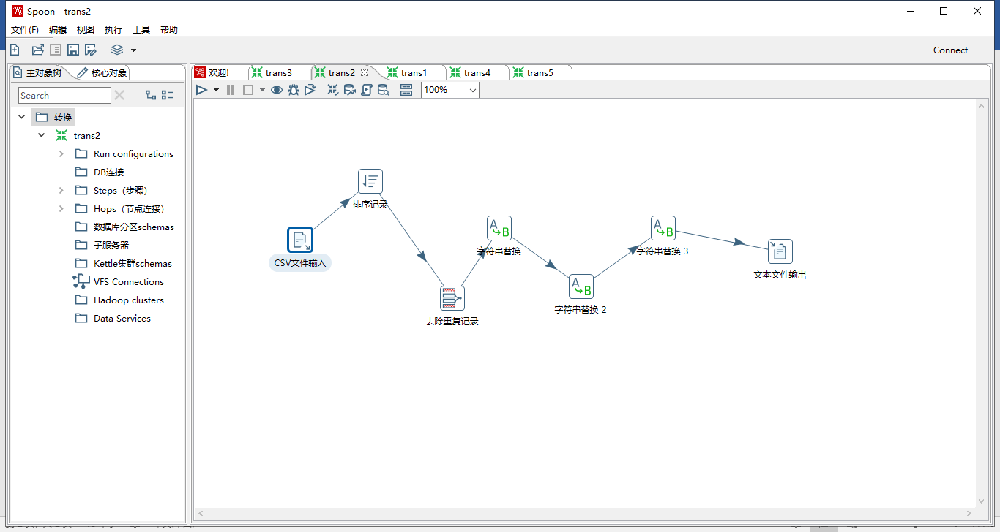 Spoon - trans2
文件(F) 编辑 视图 执行 工具 帮助
Connect
主对象树 核心对象
欢迎! trans3 trans2 trans1 trans4 trans5
100%
Search
转换
trans2
Run configurations
DB连接
Steps（步骤）
Hops（节点连接）
数据库分区schemas
子服务器
Kettle集群schemas
VFS Connections
Hadoop clusters
Data Services
排序记录
CSV文件输入
字符串替换
字符串替换 3
文本文件输出
字符串替换 2
去除重复记录